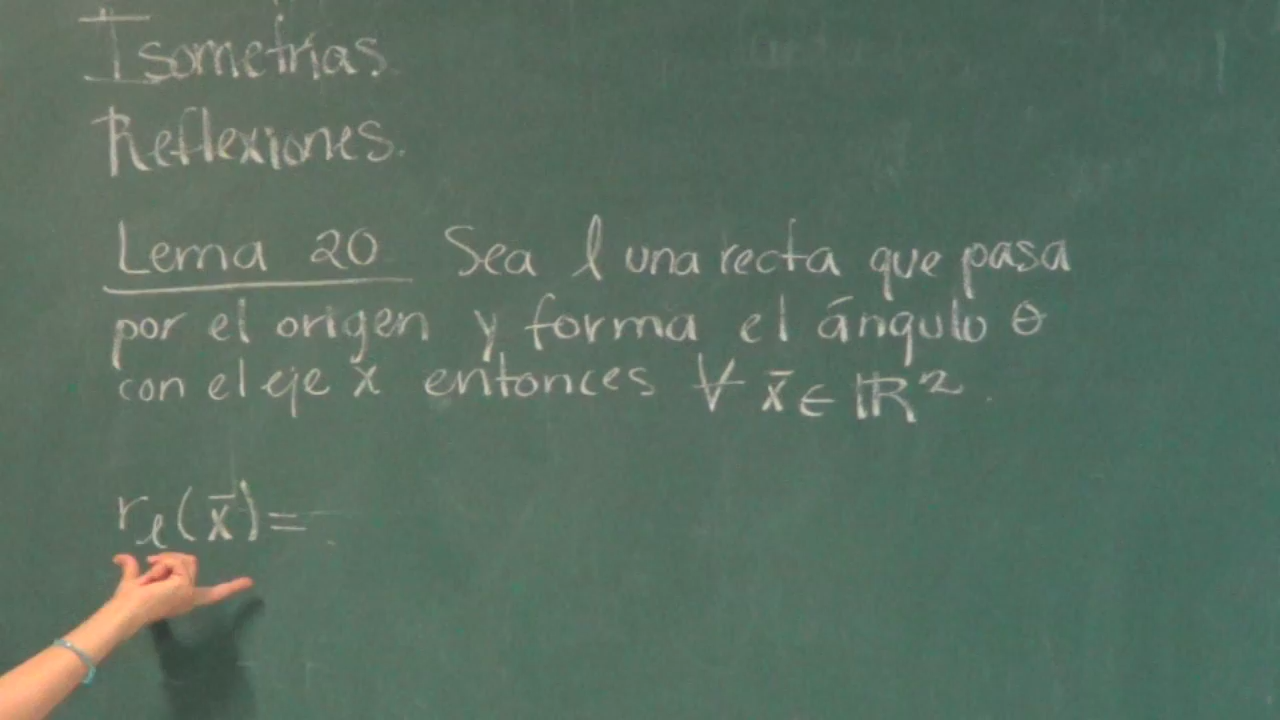 Isometrías.
Reflexiones.
Lema 20 Sea l una recta que pasa
por el origen y forma el ángulo θ
con el eje x entonces ∀ x̄ ∈ ℝ².
rₗ(x̄)=